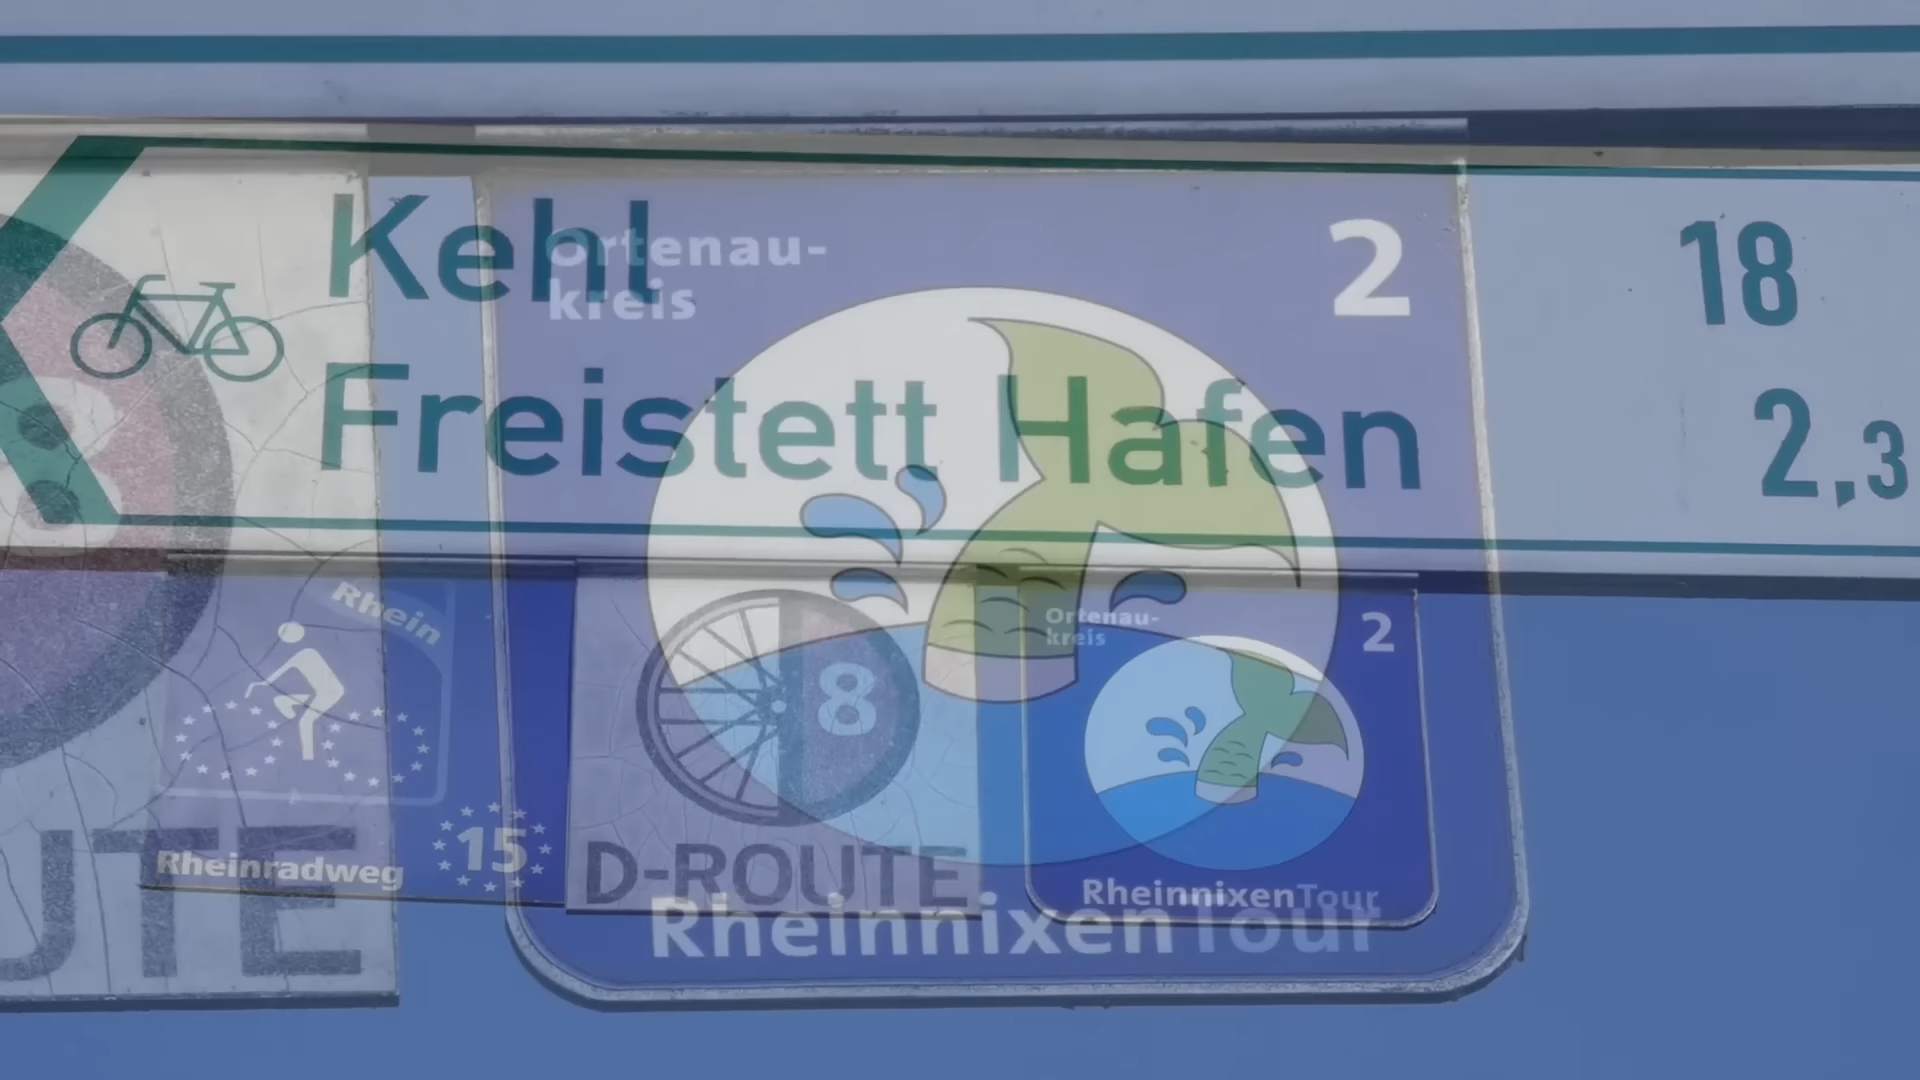 Kehl 18
Freistett Hafen 2,3
Ortenau-
kreis
2
RheinnixenTour
8
UTE
Rhein
Rheinradweg
15
8
D-ROUTE
Ortenau-
kreis
2
RheinnixenTour